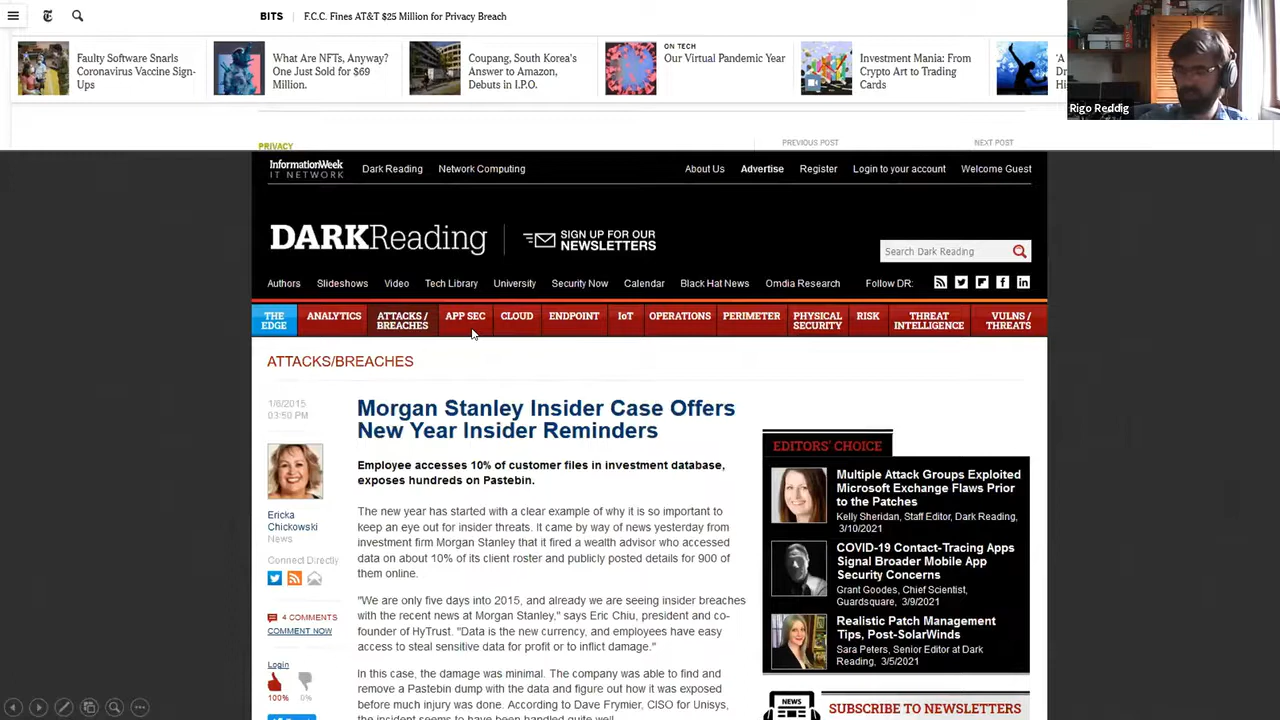 BITS
F.C.C. Fines AT&T $25 Million for Privacy Breach
Faulty Software Snarls
Coronavirus Vaccine Sign-
Ups
What Are NFTs, Anyway?
One Just Sold for $69
Million.
Coupang, South Korea's
Answer to Amazon,
Debuts in I.P.O.
ON TECH
Our Virtual Pandemic Year
Investment Mania: From
Crypto Art to Trading
Cards
'A
Dr
Hi
Rigo Reddig
PRIVACY
PREVIOUS POST
NEXT POST
InformationWeek
IT NETWORK
Dark Reading
Network Computing
About Us
Advertise
Register
Login to your account
Welcome Guest
DARKReading
SIGN UP FOR OUR
NEWSLETTERS
Search Dark Reading
Authors
Slideshows
Video
Tech Library
University
Security Now
Calendar
Black Hat News
Omdia Research
Follow DR:
THE
EDGE
ANALYTICS
ATTACKS /
BREACHES
APP SEC
CLOUD
ENDPOINT
IoT
OPERATIONS
PERIMETER
PHYSICAL
SECURITY
RISK
THREAT
INTELLIGENCE
VULNS /
THREATS
ATTACKS/BREACHES
1/6/2015
03:50 PM
Ericka
Chickowski
News
Connect Directly
4 COMMENTS
COMMENT NOW
Login
100%
0%
Morgan Stanley Insider Case Offers
New Year Insider Reminders
Employee accesses 10% of customer files in investment database,
exposes hundreds on Pastebin.
The new year has started with a clear example of why it is so important to
keep an eye out for insider threats. It came by way of news yesterday from
investment firm Morgan Stanley that it fired a wealth advisor who accessed
data on about 10% of its client roster and publicly posted details for 900 of
them online.
"We are only five days into 2015, and already we are seeing insider breaches
with the recent news at Morgan Stanley," says Eric Chiu, president and co-
founder of HyTrust. "Data is the new currency, and employees have easy
access to steal sensitive data for profit or to inflict damage."
In this case, the damage was minimal. The company was able to find and
remove a Pastebin dump with the data and figure out how it was exposed
before much injury was done. According to Dave Frymier, CISO for Unisys,
the incident seems to have been handled quite well
EDITORS' CHOICE
Multiple Attack Groups Exploited
Microsoft Exchange Flaws Prior
to the Patches
Kelly Sheridan, Staff Editor, Dark Reading,
3/10/2021
COVID-19 Contact-Tracing Apps
Signal Broader Mobile App
Security Concerns
Grant Goodes, Chief Scientist,
Guardsquare, 3/9/2021
Realistic Patch Management
Tips, Post-SolarWinds
Sara Peters, Senior Editor at Dark
Reading, 3/5/2021
NEWS
SUBSCRIBE TO NEWSLETTERS